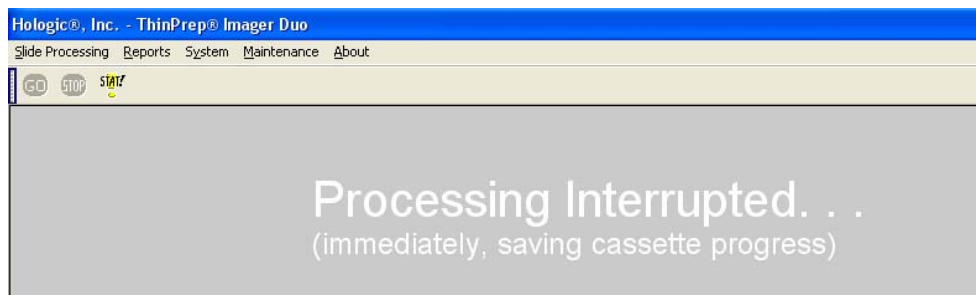 Hologic®, Inc. - ThinPrep® Imager Duo
Slide Processing Reports System Maintenance About
GO STOP STAT!
Processing Interrupted. . .
(immediately, saving cassette progress)